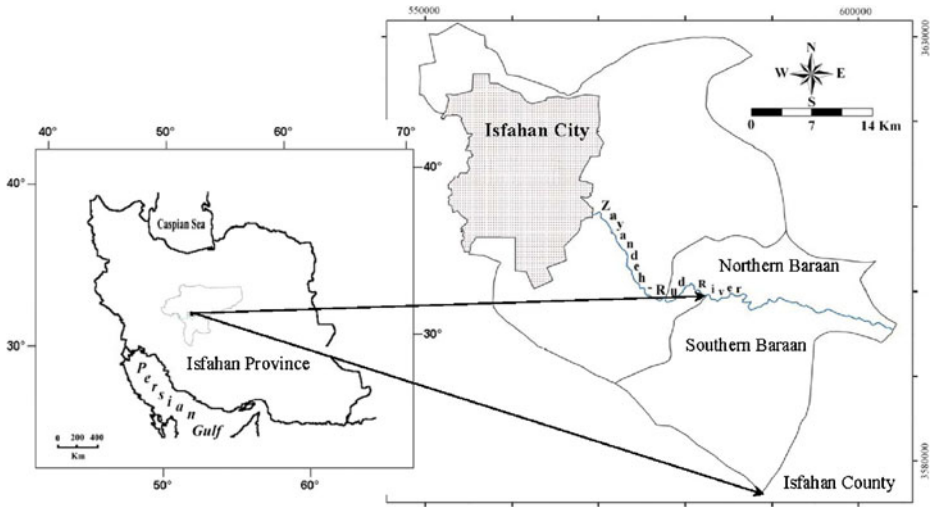 550000
600000
3630000
N
W E
S
0 7 14 Km
Isfahan City
40° 50° 60° 70°
40°
40°
Caspian Sea
Zayandeh-Rud River
Northern Baraan
Southern Baraan
30°
30°
Isfahan Province
Persian Gulf
0 200 400
Km
50° 60°
3580000
Isfahan County